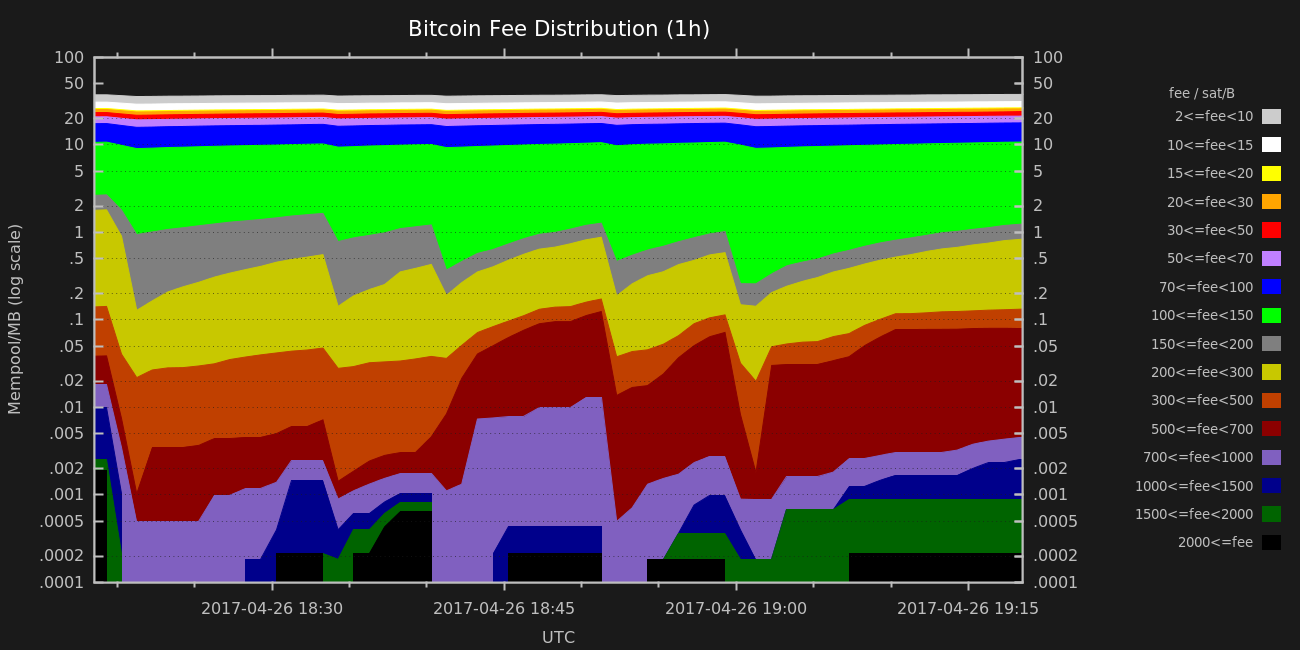 Bitcoin Fee Distribution (1h)
Mempool/MB (log scale)
100
50
20
10
5
2
1
.5
.2
.1
.05
.02
.01
.005
.002
.001
.0005
.0002
.0001
100
50
20
10
5
2
1
.5
.2
.1
.05
.02
.01
.005
.002
.001
.0005
.0002
.0001
fee / sat/B
2<=fee<10
10<=fee<15
15<=fee<20
20<=fee<30
30<=fee<50
50<=fee<70
70<=fee<100
100<=fee<150
150<=fee<200
200<=fee<300
300<=fee<500
500<=fee<700
700<=fee<1000
1000<=fee<1500
1500<=fee<2000
2000<=fee
2017-04-26 18:30 2017-04-26 18:45 2017-04-26 19:00 2017-04-26 19:15
UTC